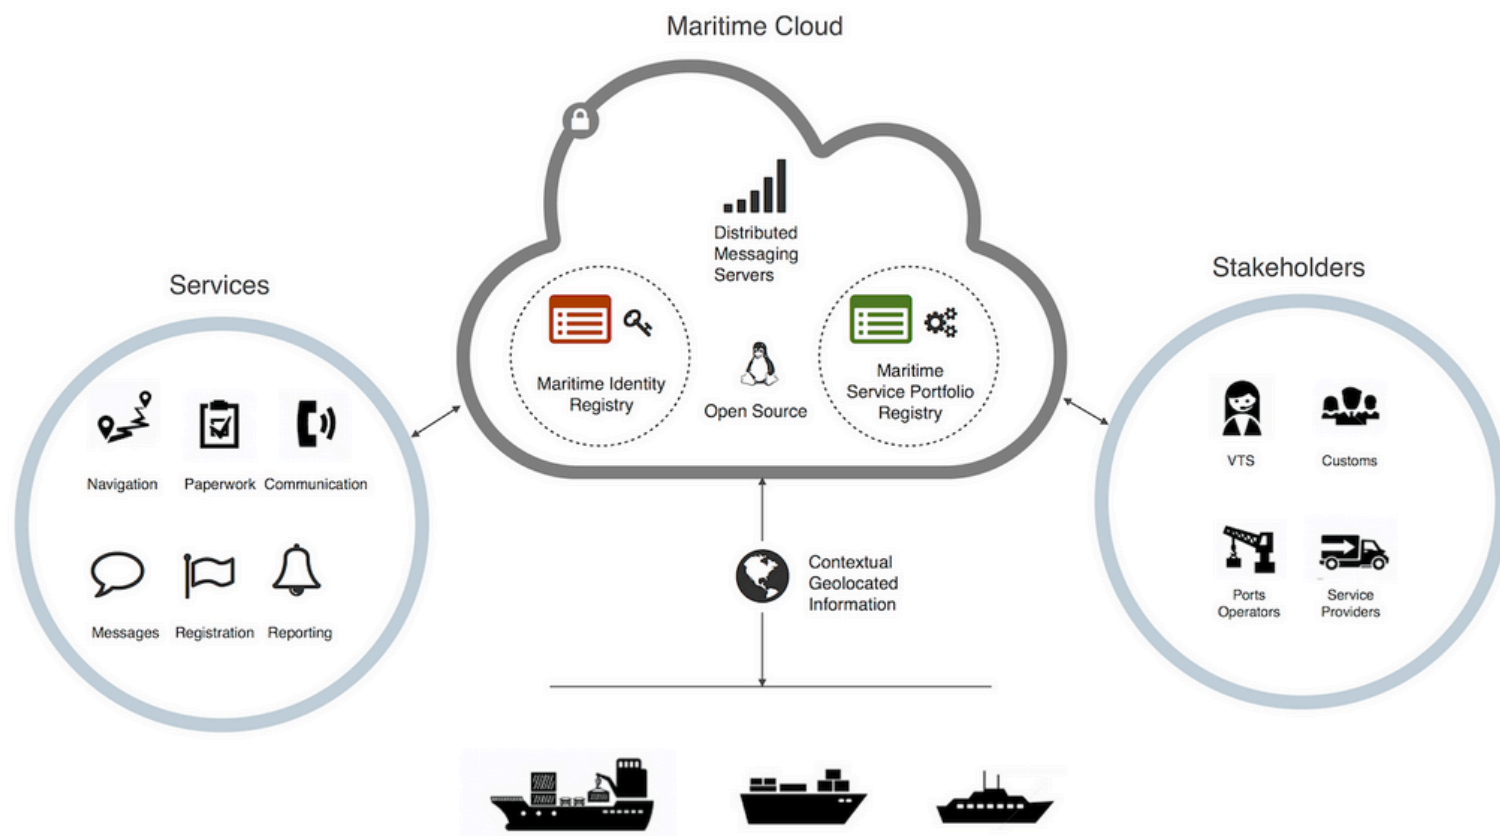 Maritime Cloud
Distributed
Messaging
Servers
Maritime Identity
Registry
Open Source
Maritime
Service Portfolio
Registry
Services
Navigation
Paperwork
Communication
Messages
Registration
Reporting
Stakeholders
VTS
Customs
Ports
Operators
Service
Providers
Contextual
Geolocated
Information